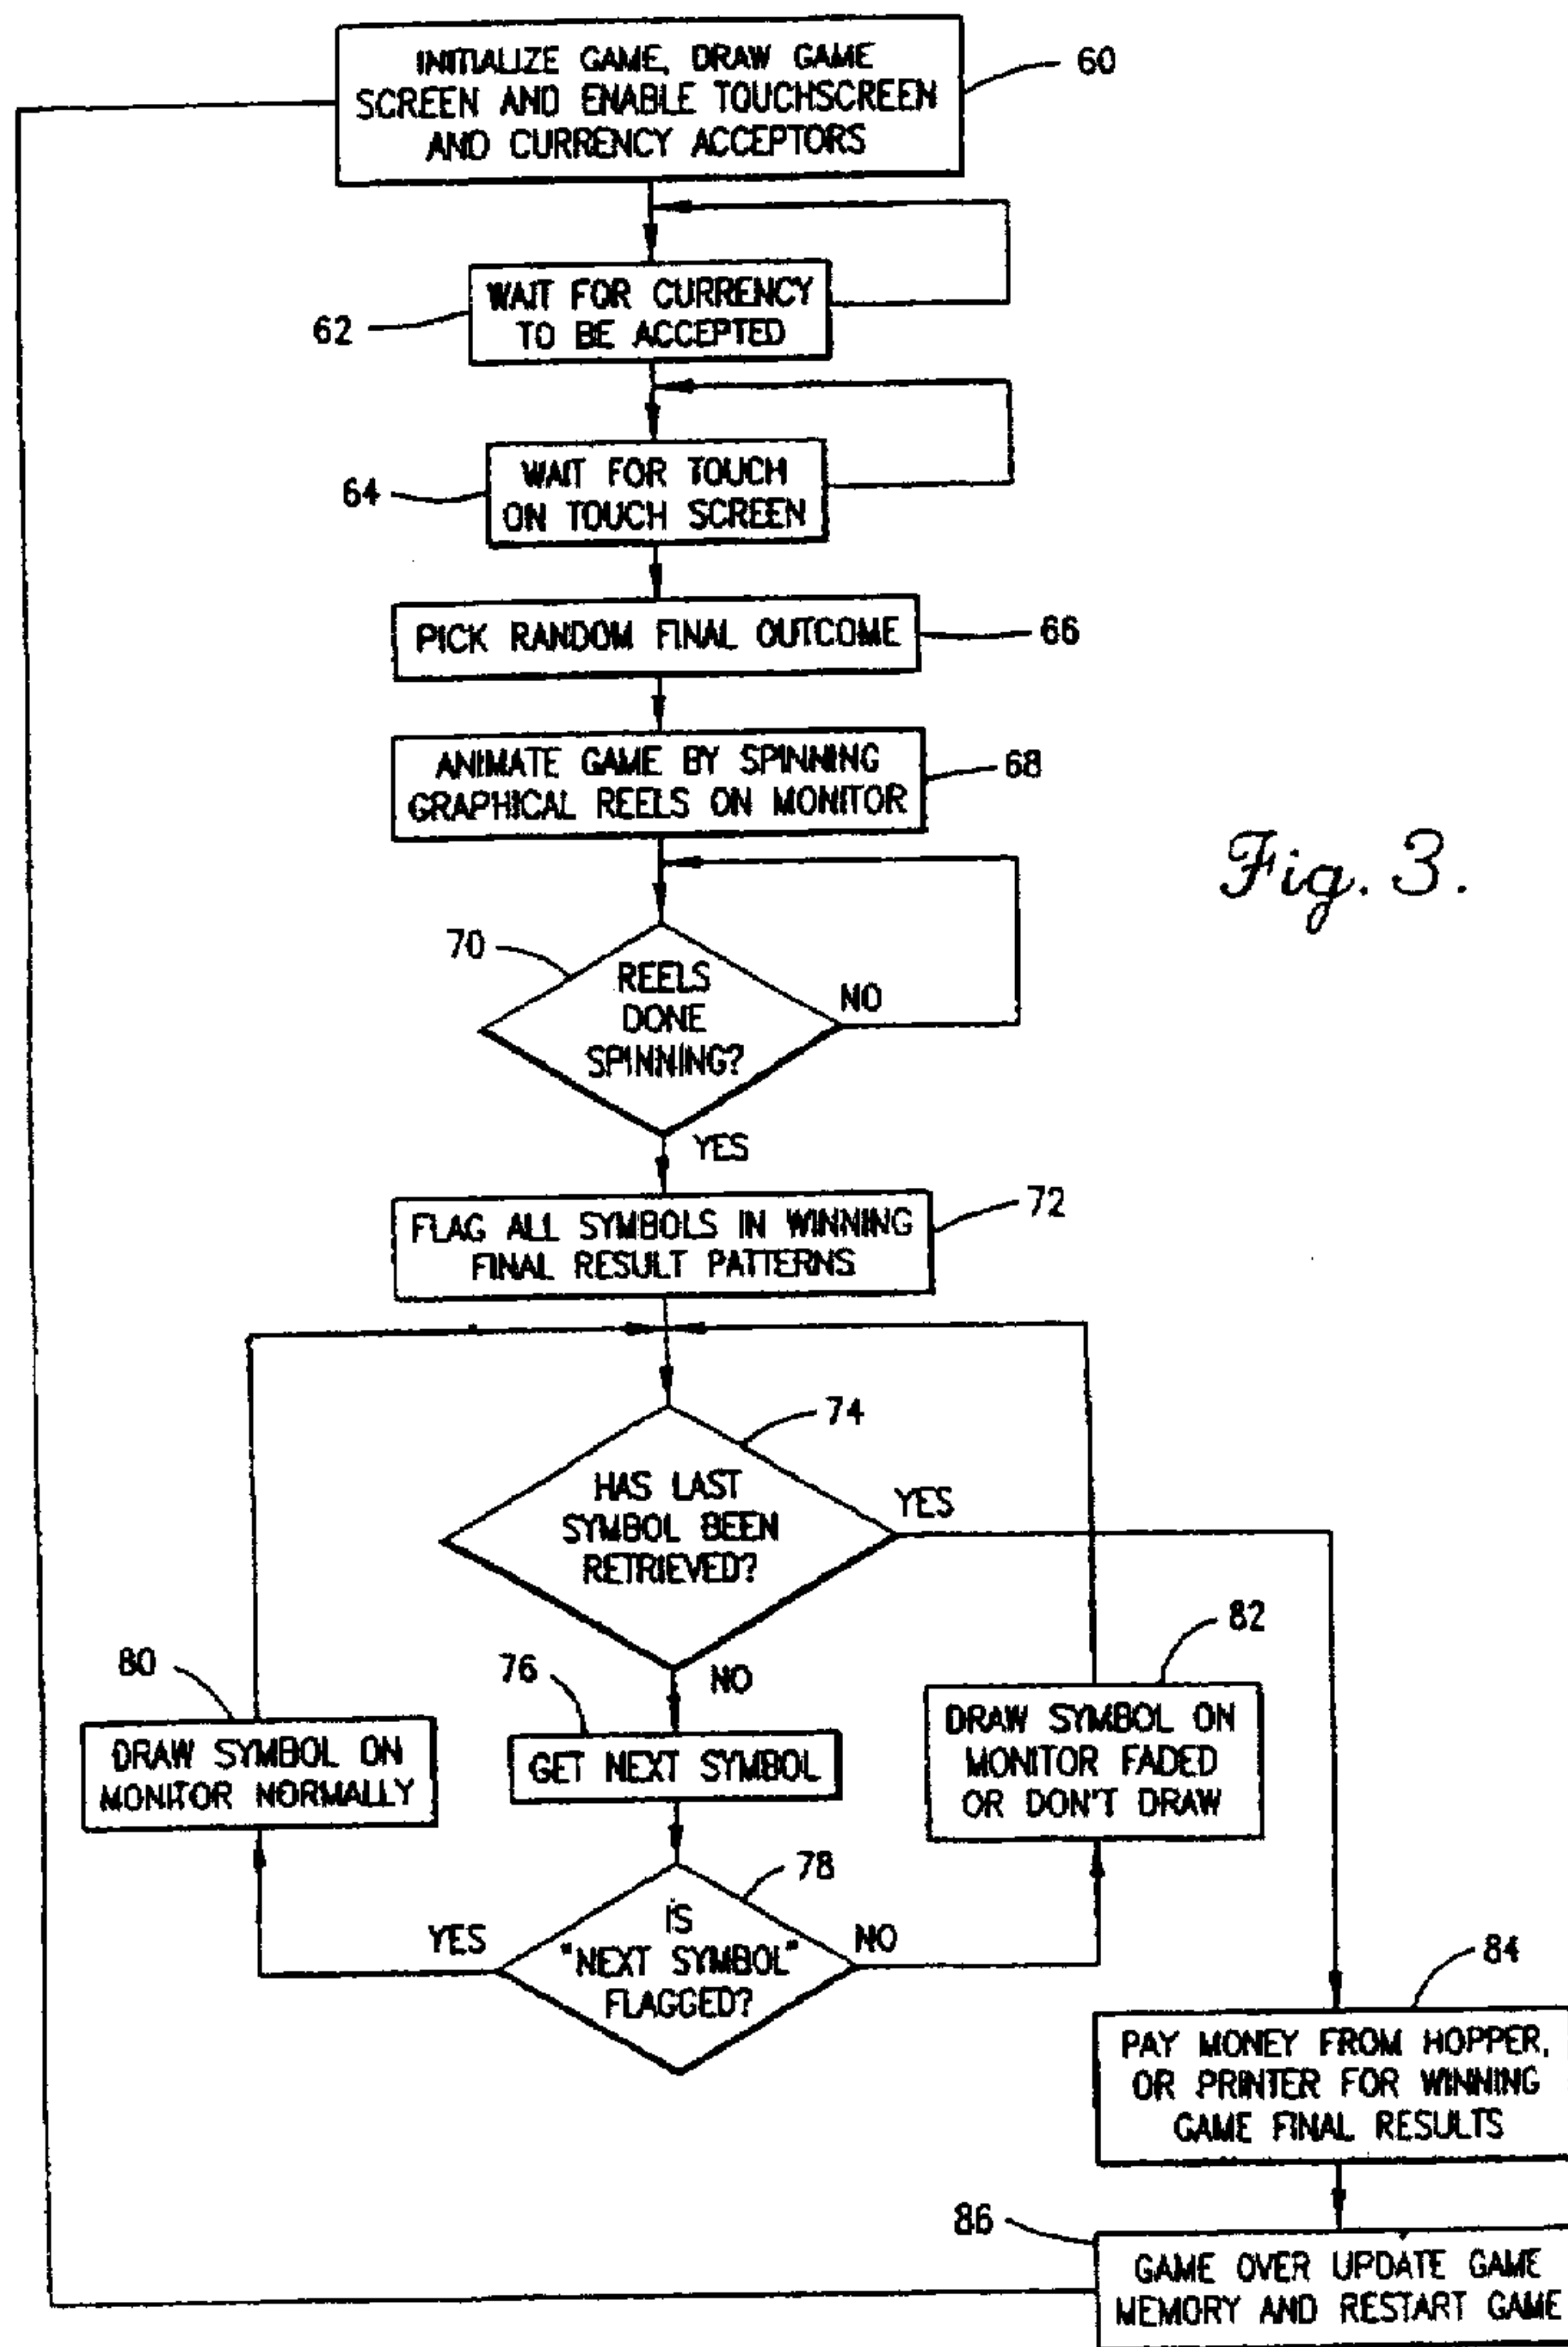 INITIALIZE GAME, DRAW GAME
SCREEN AND ENABLE TOUCHSCREEN
AND CURRENCY ACCEPTORS
60
WAIT FOR CURRENCY
TO BE ACCEPTED
62
WAIT FOR TOUCH
ON TOUCH SCREEN
64
PICK RANDOM FINAL OUTCOME
66
ANIMATE GAME BY SPINNING
GRAPHICAL REELS ON MONITOR
68
Fig. 3.
70
REELS
DONE
SPINNING?
NO
YES
FLAG ALL SYMBOLS IN WINNING
FINAL RESULT PATTERNS
72
74
HAS LAST
SYMBOL BEEN
RETRIEVED?
YES
NO
80
DRAW SYMBOL ON
MONITOR NORMALLY
76
GET NEXT SYMBOL
82
DRAW SYMBOL ON
MONITOR FADED
OR DON'T DRAW
78
IS
"NEXT SYMBOL"
FLAGGED?
YES
NO
84
PAY MONEY FROM HOPPER,
OR PRINTER FOR WINNING
GAME FINAL RESULTS
86
GAME OVER UPDATE GAME
MEMORY AND RESTART GAME